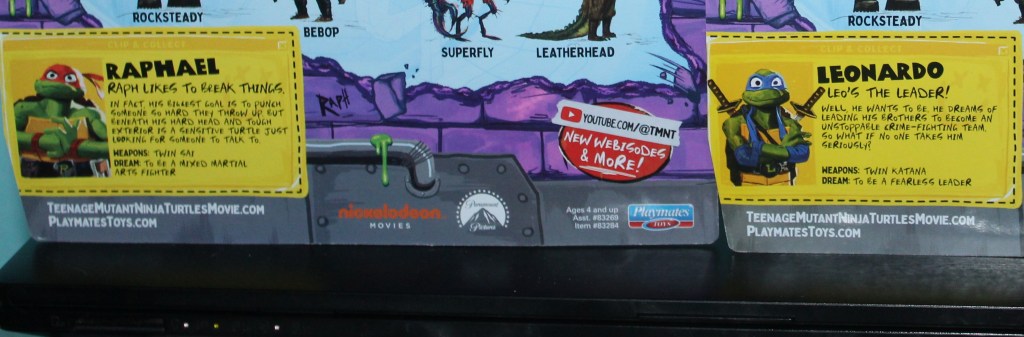 ROCKSTEADY
BEBOP
SUPERFLY
LEATHERHEAD
CLIP & COLLECT
RAPHAEL
RAPH LIKES TO BREAK THINGS.
IN FACT, HIS BIGGEST GOAL IS TO PUNCH
SOMEONE SO HARD THEY THROW UP. BUT
BENEATH HIS HARD HEAD AND TOUGH
EXTERIOR IS A SENSITIVE TURTLE JUST
LOOKING FOR SOMEONE TO TALK TO.
WEAPONS: TWIN SAI
DREAM: TO BE A MIXED MARTIAL
ARTS FIGHTER
TEENAGEMUTANTNINJATURTLESMOVIE.COM
PLAYMATESTOYS.COM
RAPH
YOUTUBE.COM/@TMNT
NEW WEBISODES
& MORE!
nickelodeon
MOVIES
Paramount
Pictures
Ages 4 and up
Asst. #83269
Item #83284
Playmates
TOYS
ROCKSTEADY
CLIP & COLLECT
LEONARDO
LEO'S THE LEADER!
WELL, HE WANTS TO BE. HE DREAMS OF
LEADING HIS BROTHERS TO BECOME AN
UNSTOPPABLE CRIME-FIGHTING TEAM.
SO WHAT IF NO ONE TAKES HIM
SERIOUSLY?
WEAPONS: TWIN KATANA
DREAM: TO BE A FEARLESS LEADER
TEENAGEMUTANTNINJATURTLESMOVIE.COM
PLAYMATESTOYS.COM